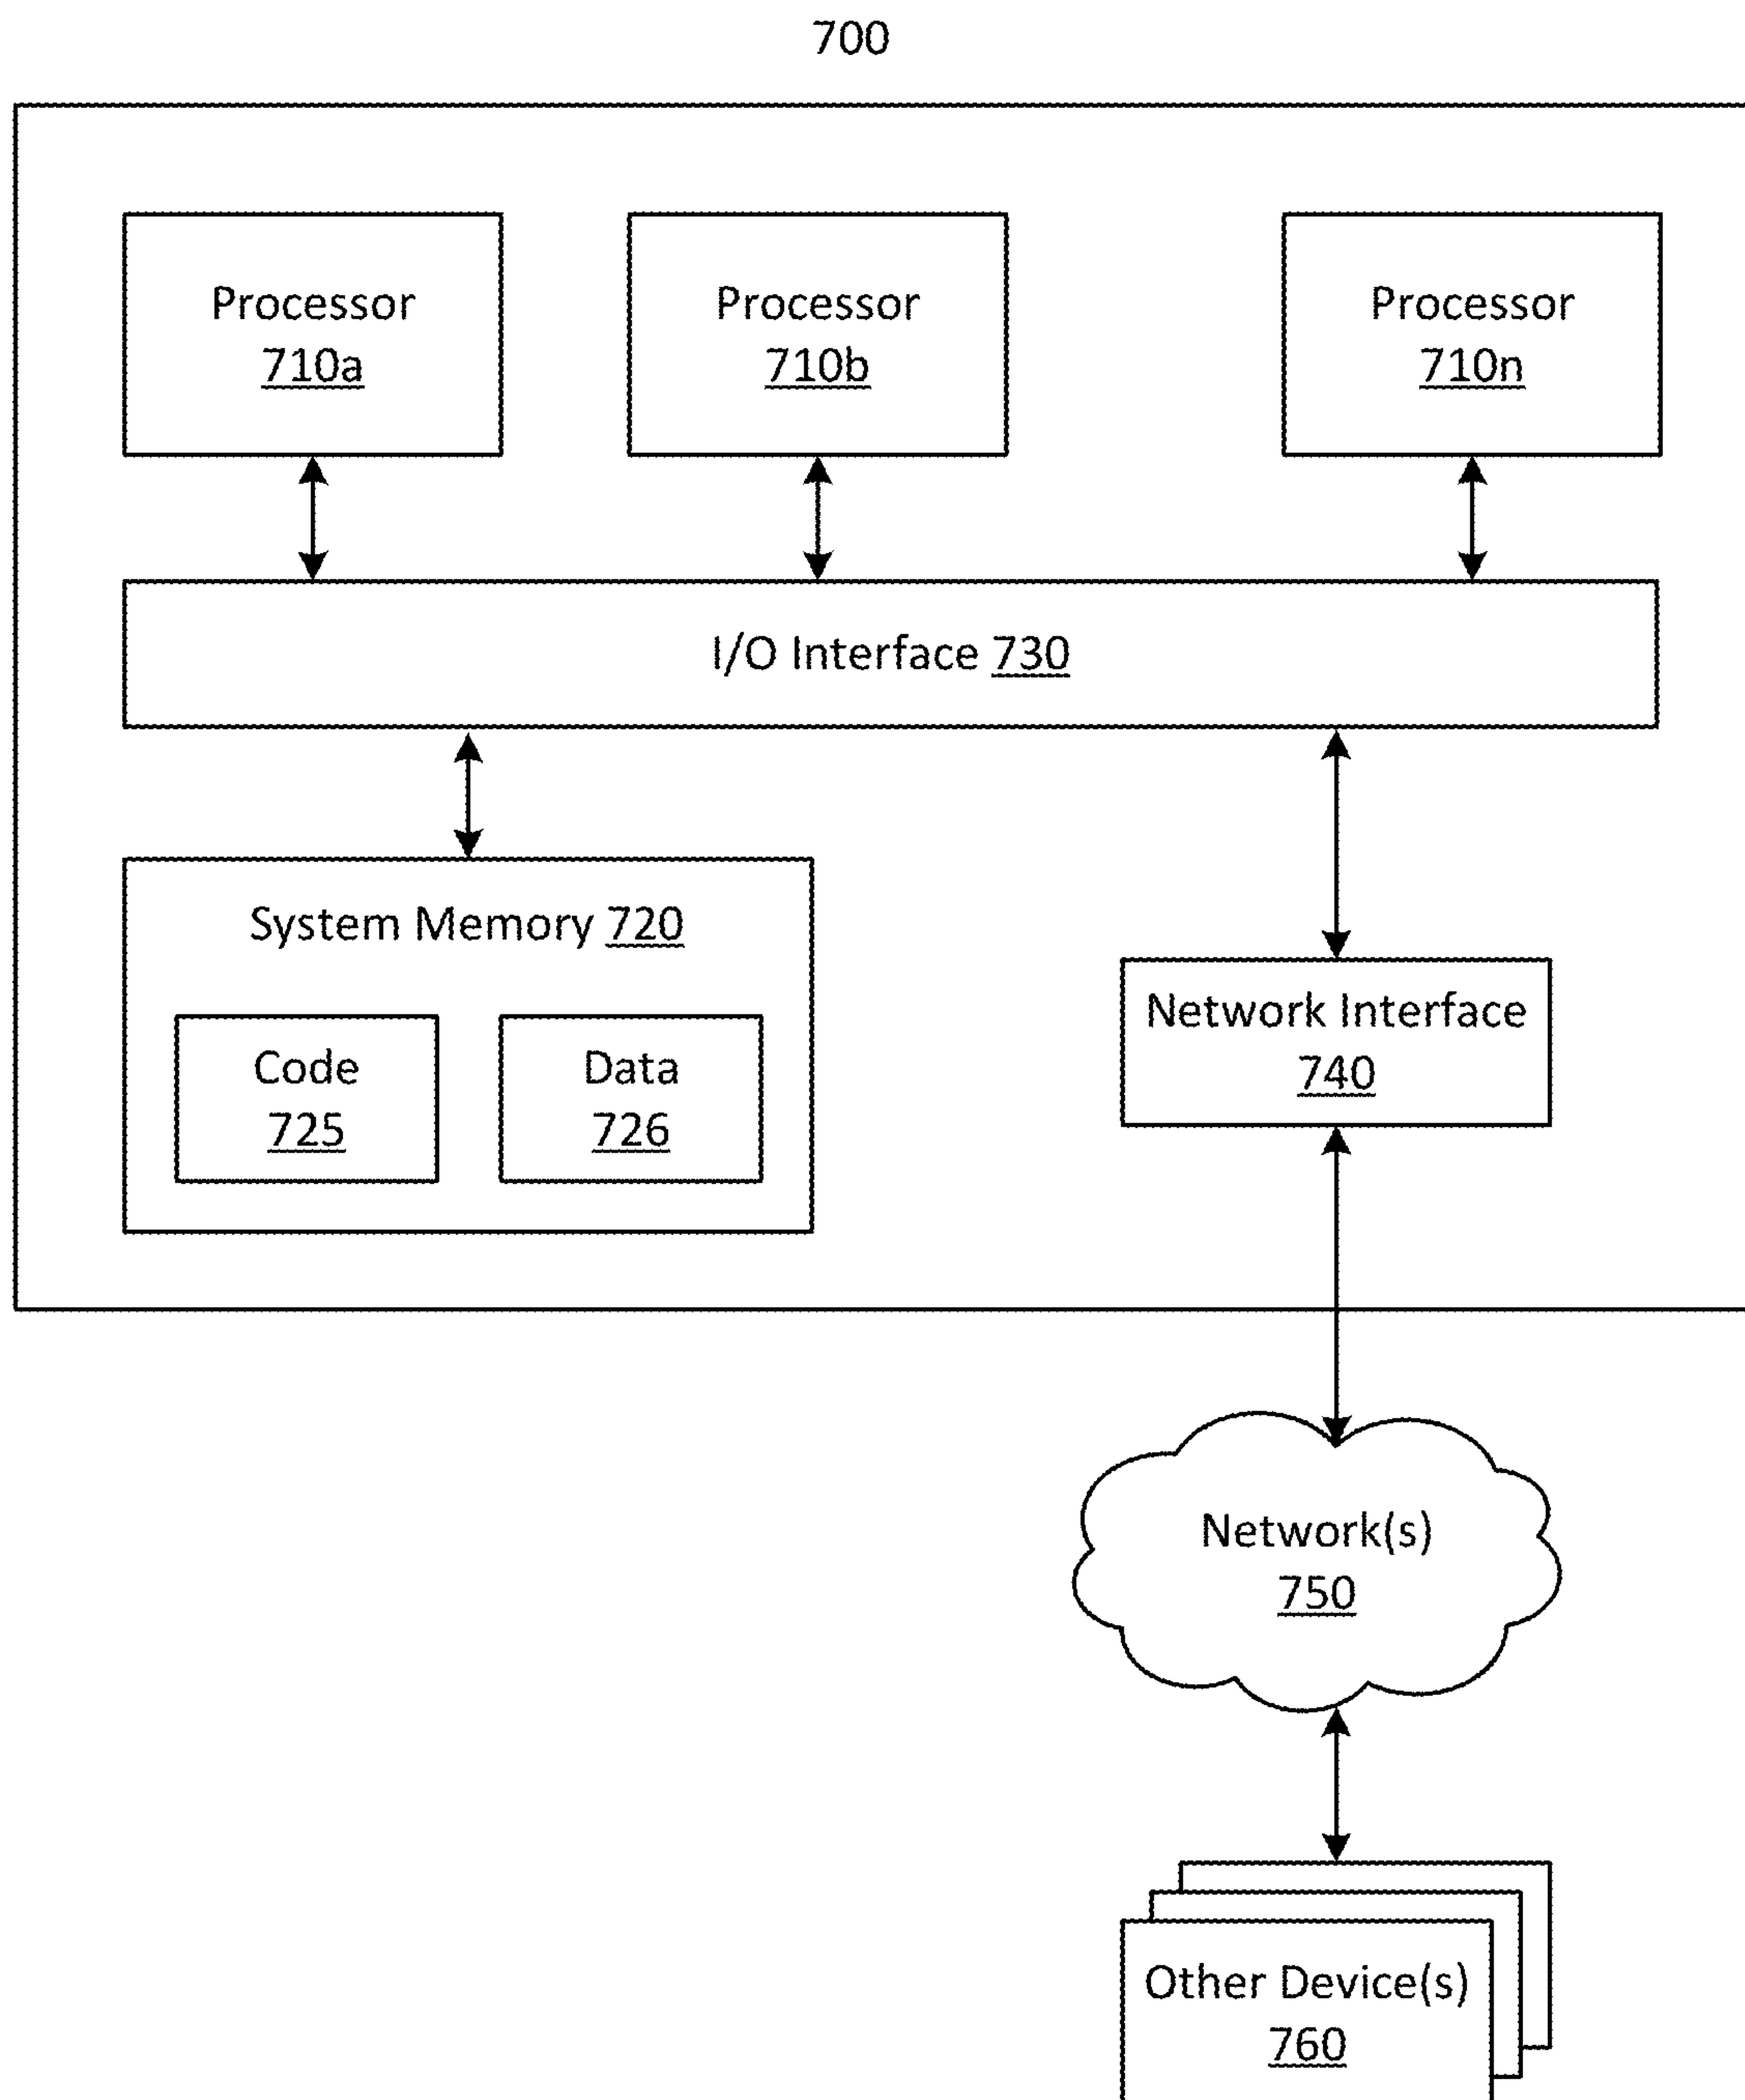 700
Processor
710a
Processor
710b
Processor
710n
I/O Interface 730
System Memory 720
Code
725
Data
726
Network Interface
740
Network(s)
750
Other Device(s)
760